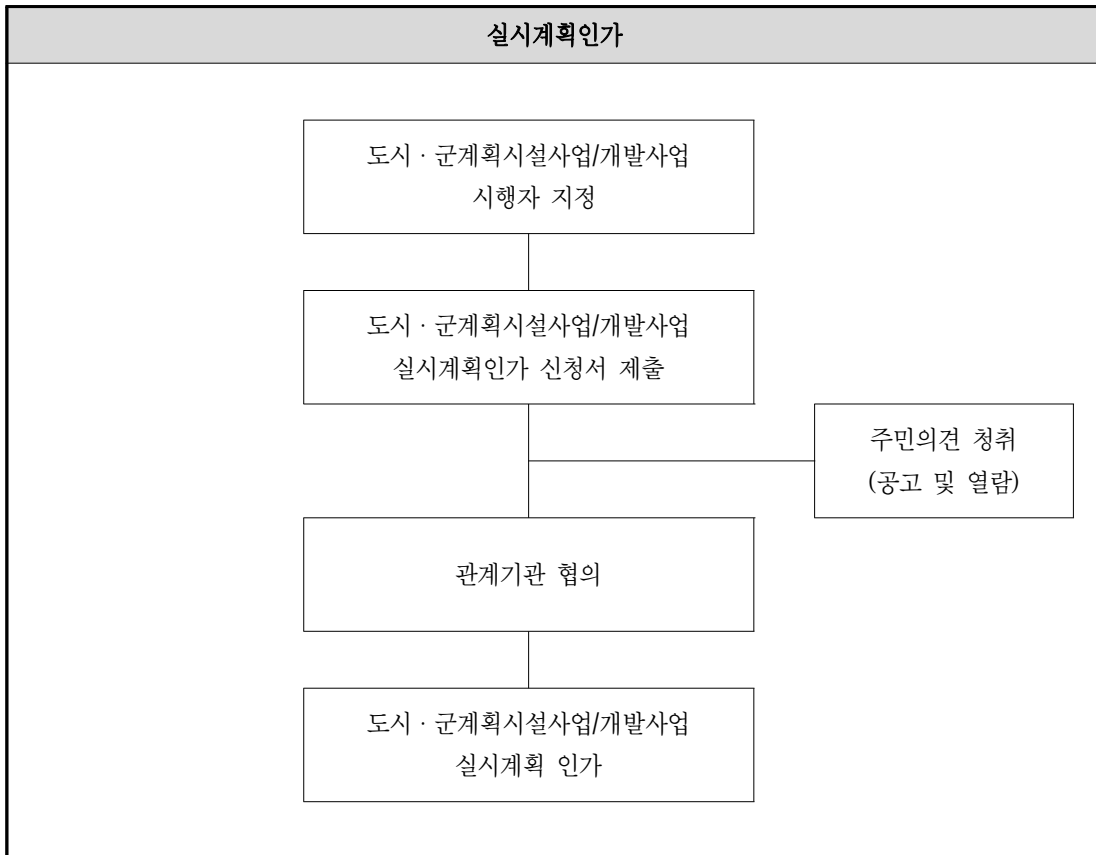 실시계획인가
도시 · 군계획시설사업/개발사업
시행자 지정
도시 · 군계획시설사업/개발사업
실시계획인가 신청서 제출
주민의견 청취
(공고 및 열람)
관계기관 협의
도시 · 군계획시설사업/개발사업
실시계획 인가